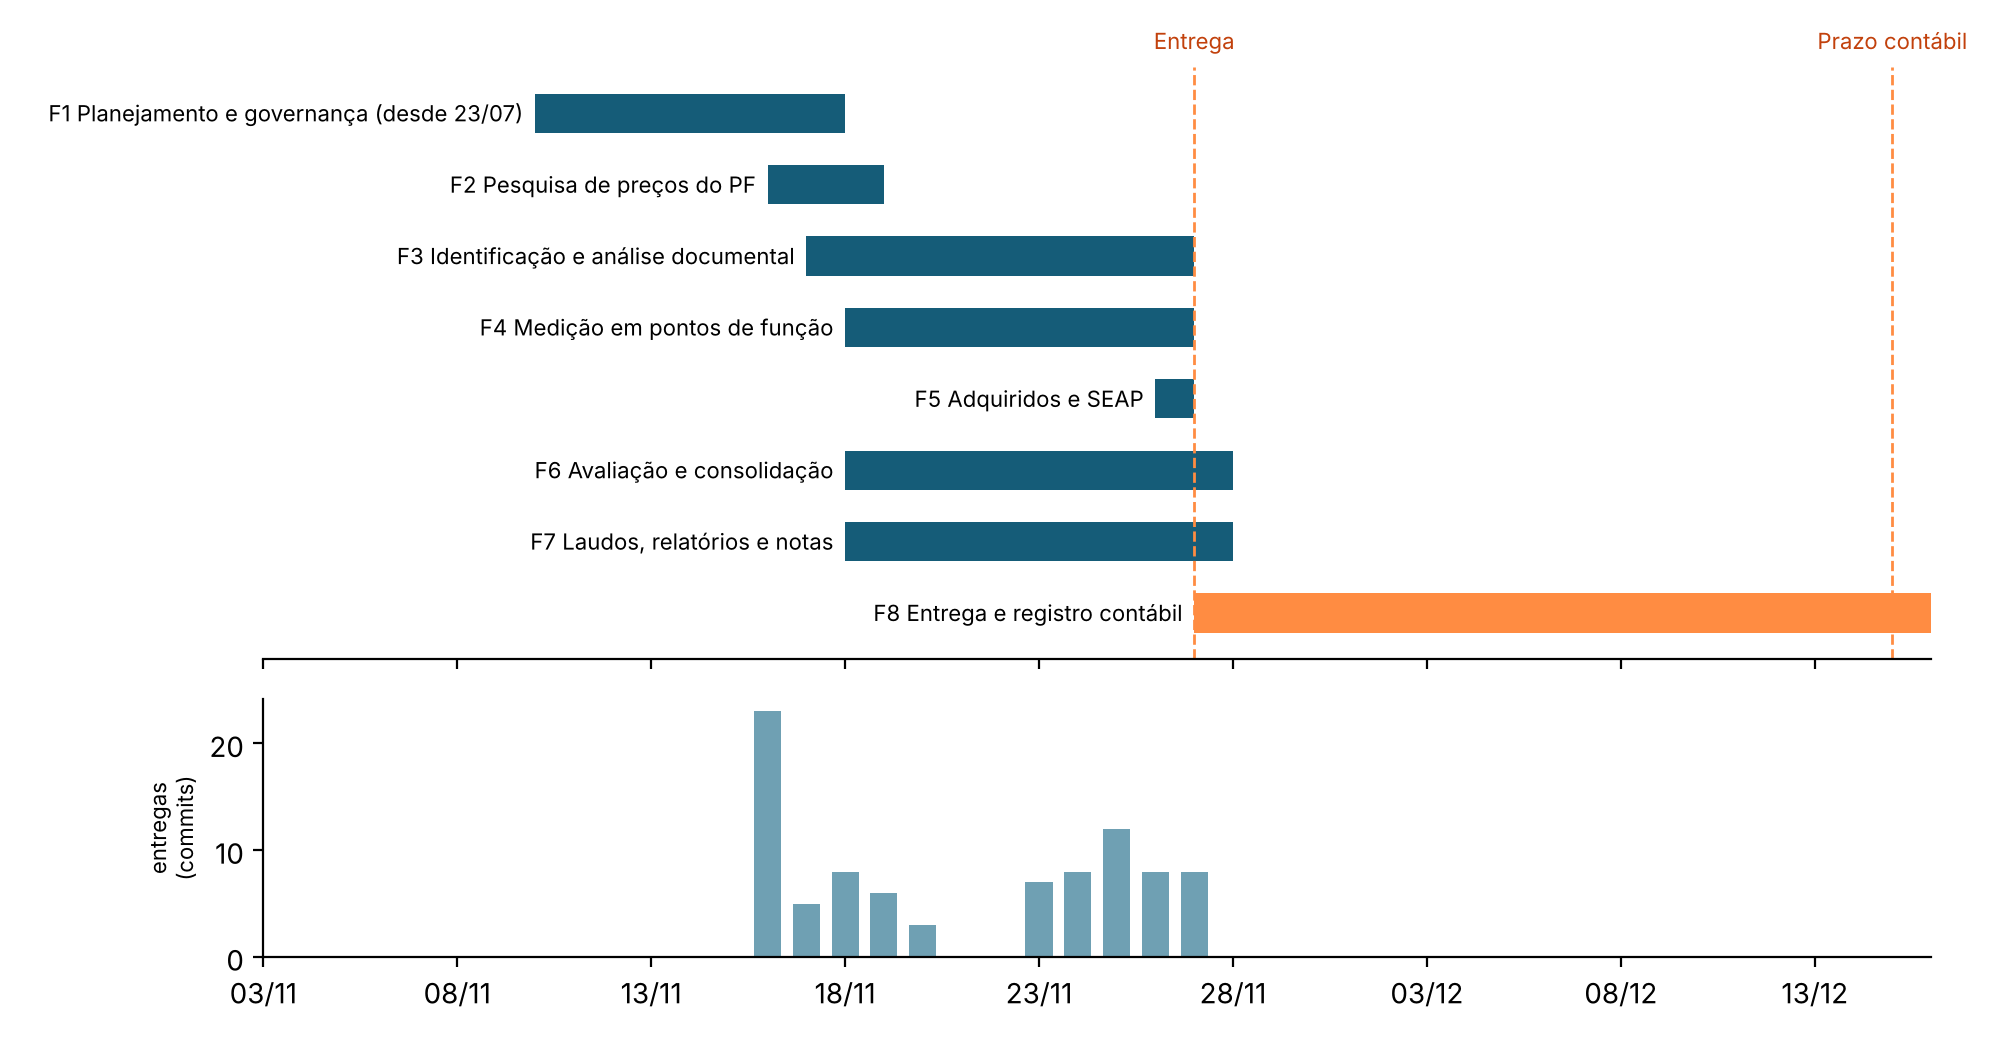 Entrega
Prazo contábil
F1 Planejamento e governança (desde 23/07)
F2 Pesquisa de preços do PF
F3 Identificação e análise documental
F4 Medição em pontos de função
F5 Adquiridos e SEAP
F6 Avaliação e consolidação
F7 Laudos, relatórios e notas
F8 Entrega e registro contábil
entregas
(commits)
20
10
0
03/11
08/11
13/11
18/11
23/11
28/11
03/12
08/12
13/12